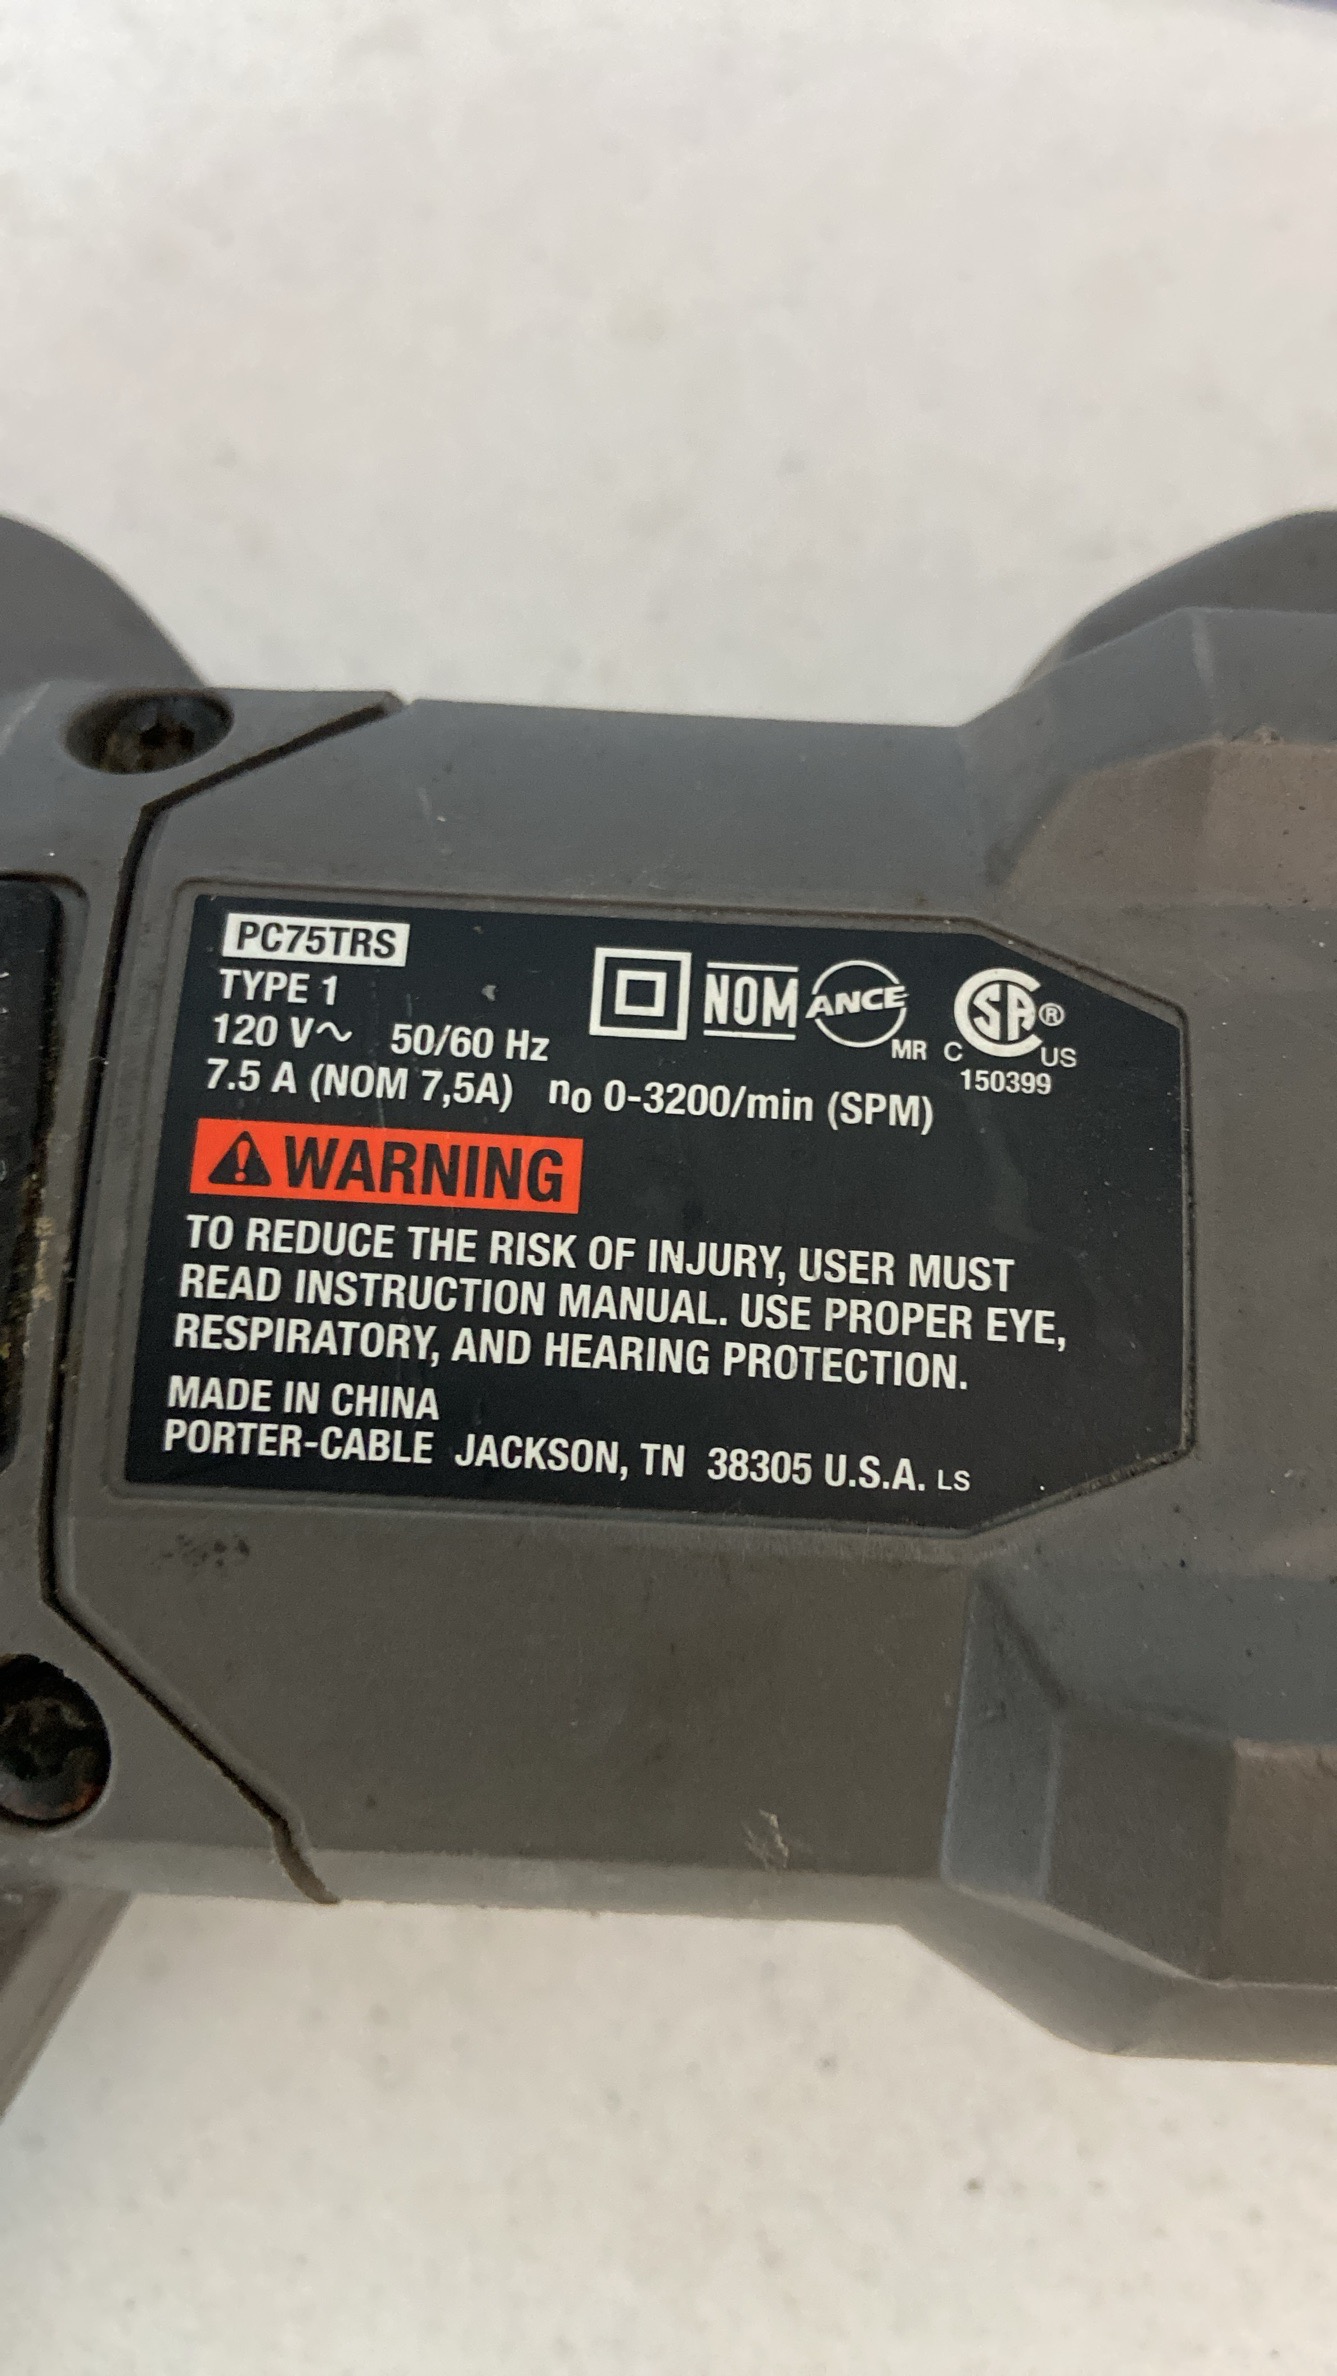 PC75TRS
TYPE 1
120 V~ 50/60 Hz
NOM ANCE MR
C SA ® US
150399
7.5 A (NOM 7,5A) no 0-3200/min (SPM)
WARNING
TO REDUCE THE RISK OF INJURY, USER MUST
READ INSTRUCTION MANUAL. USE PROPER EYE,
RESPIRATORY, AND HEARING PROTECTION.
MADE IN CHINA
PORTER-CABLE JACKSON, TN 38305 U.S.A. LS